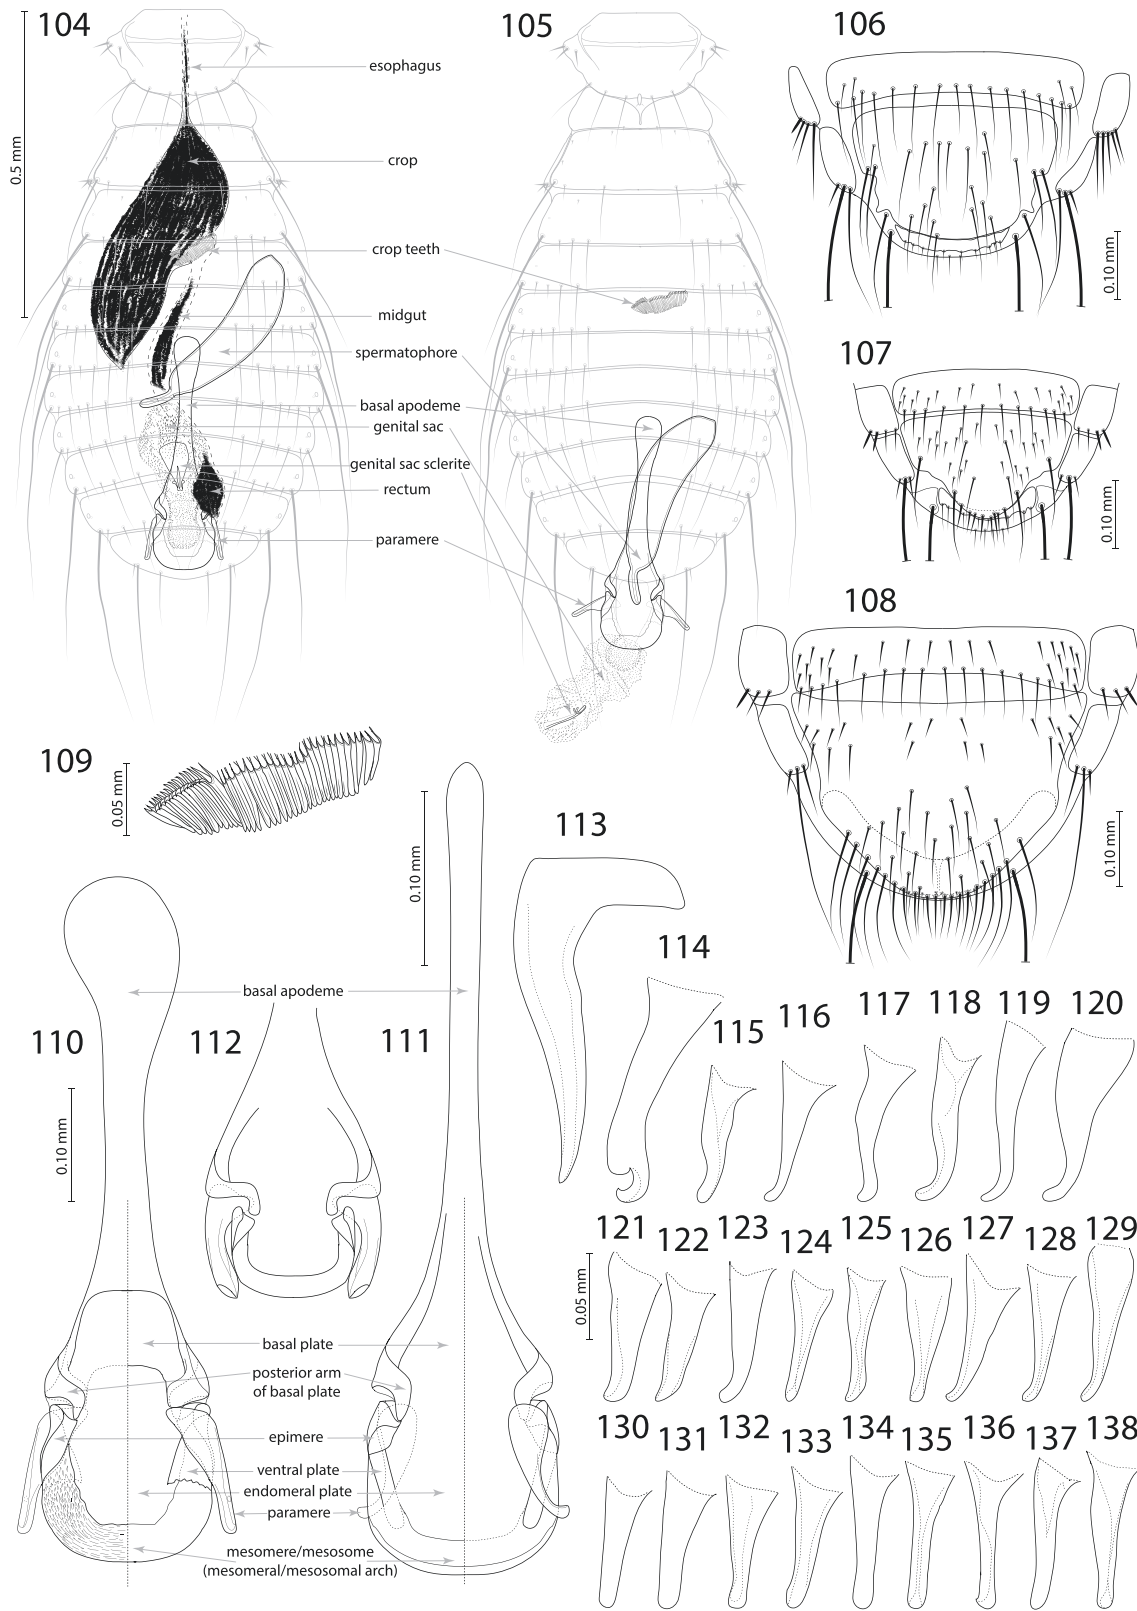 104
105
106
0.5 mm
esophagus
crop
crop teeth
midgut
spermatophore
basal apodeme
genital sac
genital sac sclerite
rectum
paramere
0.10 mm
107
0.10 mm
108
0.10 mm
109
0.05 mm
0.10 mm
113
114
basal apodeme
110
112
111
0.10 mm
115
116
117
118
119
120
121
122
123
124
125
126
127
128
129
0.05 mm
basal plate
posterior arm
of basal plate
epimere
ventral plate
endomeral plate
paramere
mesomere/mesosome
(mesomeral/mesosomal arch)
130
131
132
133
134
135
136
137
138